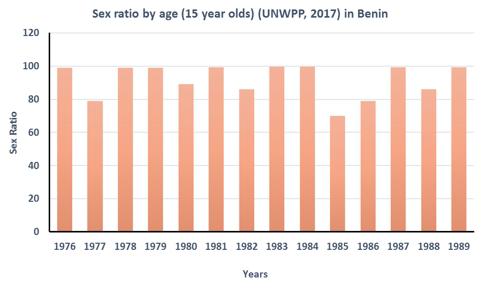 Sex ratio by age (15 year olds) (UNWPP, 2017) in Benin
120
100
80
60
40
20
0
Sex Ratio
1976 1977 1978 1979 1980 1981 1982 1983 1984 1985 1986 1987 1988 1989
Years